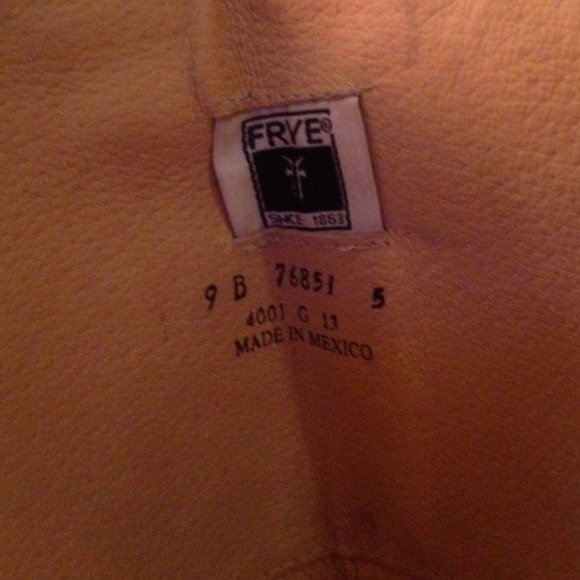 FRYE®
SINCE 1863
9 B 76851 5
4001 G 13
MADE IN MEXICO